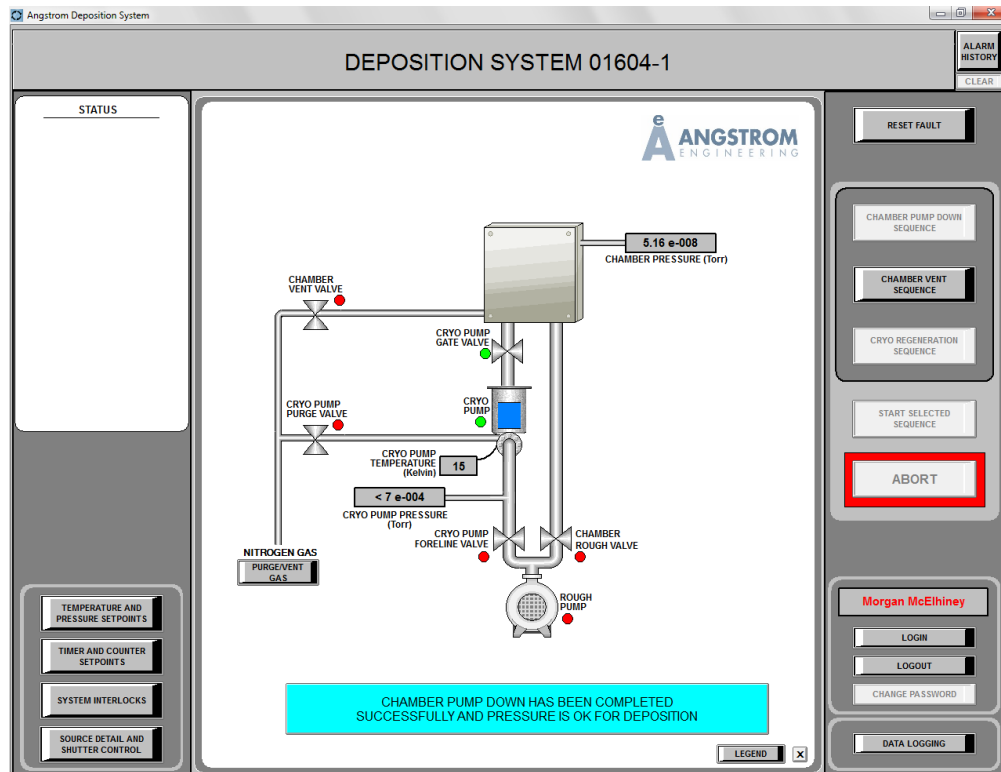 Angstrom Deposition System
DEPOSITION SYSTEM 01604-1
ALARM
HISTORY
CLEAR
STATUS
e
Å ANGSTROM
ENGINEERING
RESET FAULT
CHAMBER PUMP DOWN
SEQUENCE
CHAMBER VENT
SEQUENCE
CRYO REGENERATION
SEQUENCE
START SELECTED
SEQUENCE
ABORT
5.16 e-008
CHAMBER PRESSURE (Torr)
CHAMBER
VENT VALVE
CRYO PUMP
GATE VALVE
CRYO PUMP
PURGE VALVE
CRYO
PUMP
CRYO PUMP
TEMPERATURE
(Kelvin)
15
< 7 e-004
CRYO PUMP PRESSURE
(Torr)
CRYO PUMP
FORELINE VALVE
CHAMBER
ROUGH VALVE
NITROGEN GAS
PURGE/VENT
GAS
ROUGH
PUMP
TEMPERATURE AND
PRESSURE SETPOINTS
TIMER AND COUNTER
SETPOINTS
SYSTEM INTERLOCKS
SOURCE DETAIL AND
SHUTTER CONTROL
CHAMBER PUMP DOWN HAS BEEN COMPLETED
SUCCESSFULLY AND PRESSURE IS OK FOR DEPOSITION
LEGEND
X
Morgan McElhiney
LOGIN
LOGOUT
CHANGE PASSWORD
DATA LOGGING